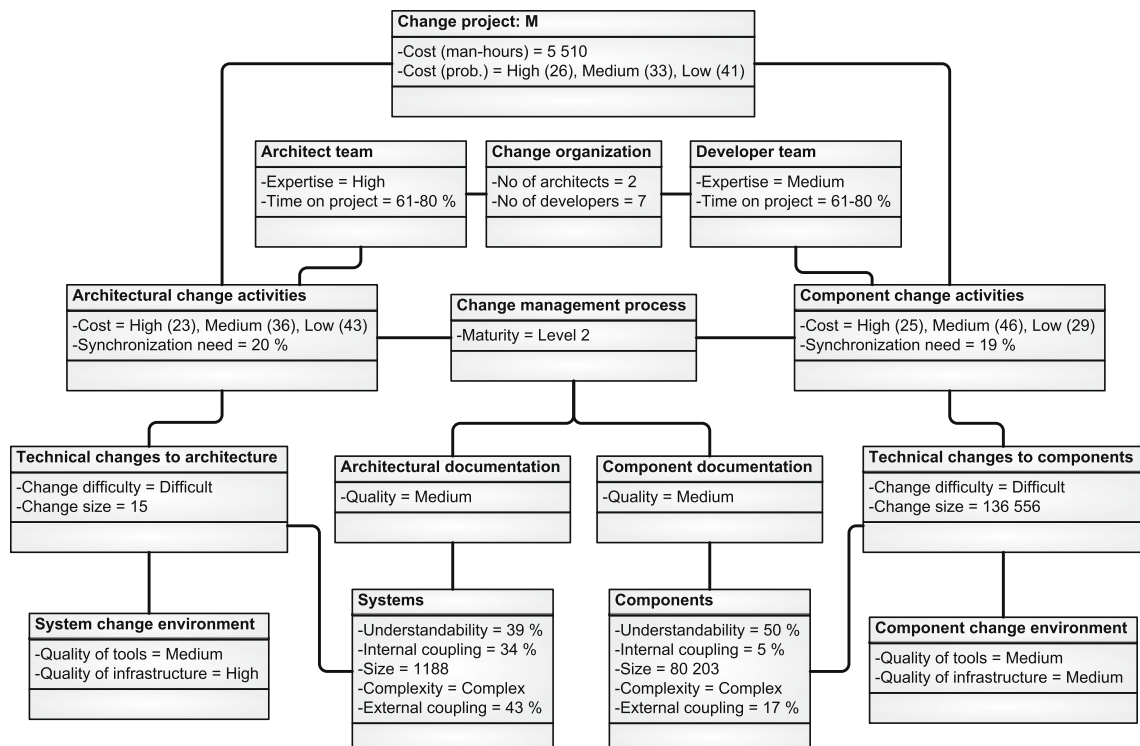 Change project: M
-Cost (man-hours) = 5 510
-Cost (prob.) = High (26), Medium (33), Low (41)
Architect team
-Expertise = High
-Time on project = 61-80 %
Change organization
-No of architects = 2
-No of developers = 7
Developer team
-Expertise = Medium
-Time on project = 61-80 %
Architectural change activities
-Cost = High (23), Medium (36), Low (43)
-Synchronization need = 20 %
Change management process
-Maturity = Level 2
Component change activities
-Cost = High (25), Medium (46), Low (29)
-Synchronization need = 19 %
Technical changes to architecture
-Change difficulty = Difficult
-Change size = 15
Architectural documentation
-Quality = Medium
Component documentation
-Quality = Medium
Technical changes to components
-Change difficulty = Difficult
-Change size = 136 556
System change environment
-Quality of tools = Medium
-Quality of infrastructure = High
Systems
-Understandability = 39 %
-Internal coupling = 34 %
-Size = 1188
-Complexity = Complex
-External coupling = 43 %
Components
-Understandability = 50 %
-Internal coupling = 5 %
-Size = 80 203
-Complexity = Complex
-External coupling = 17 %
Component change environment
-Quality of tools = Medium
-Quality of infrastructure = Medium